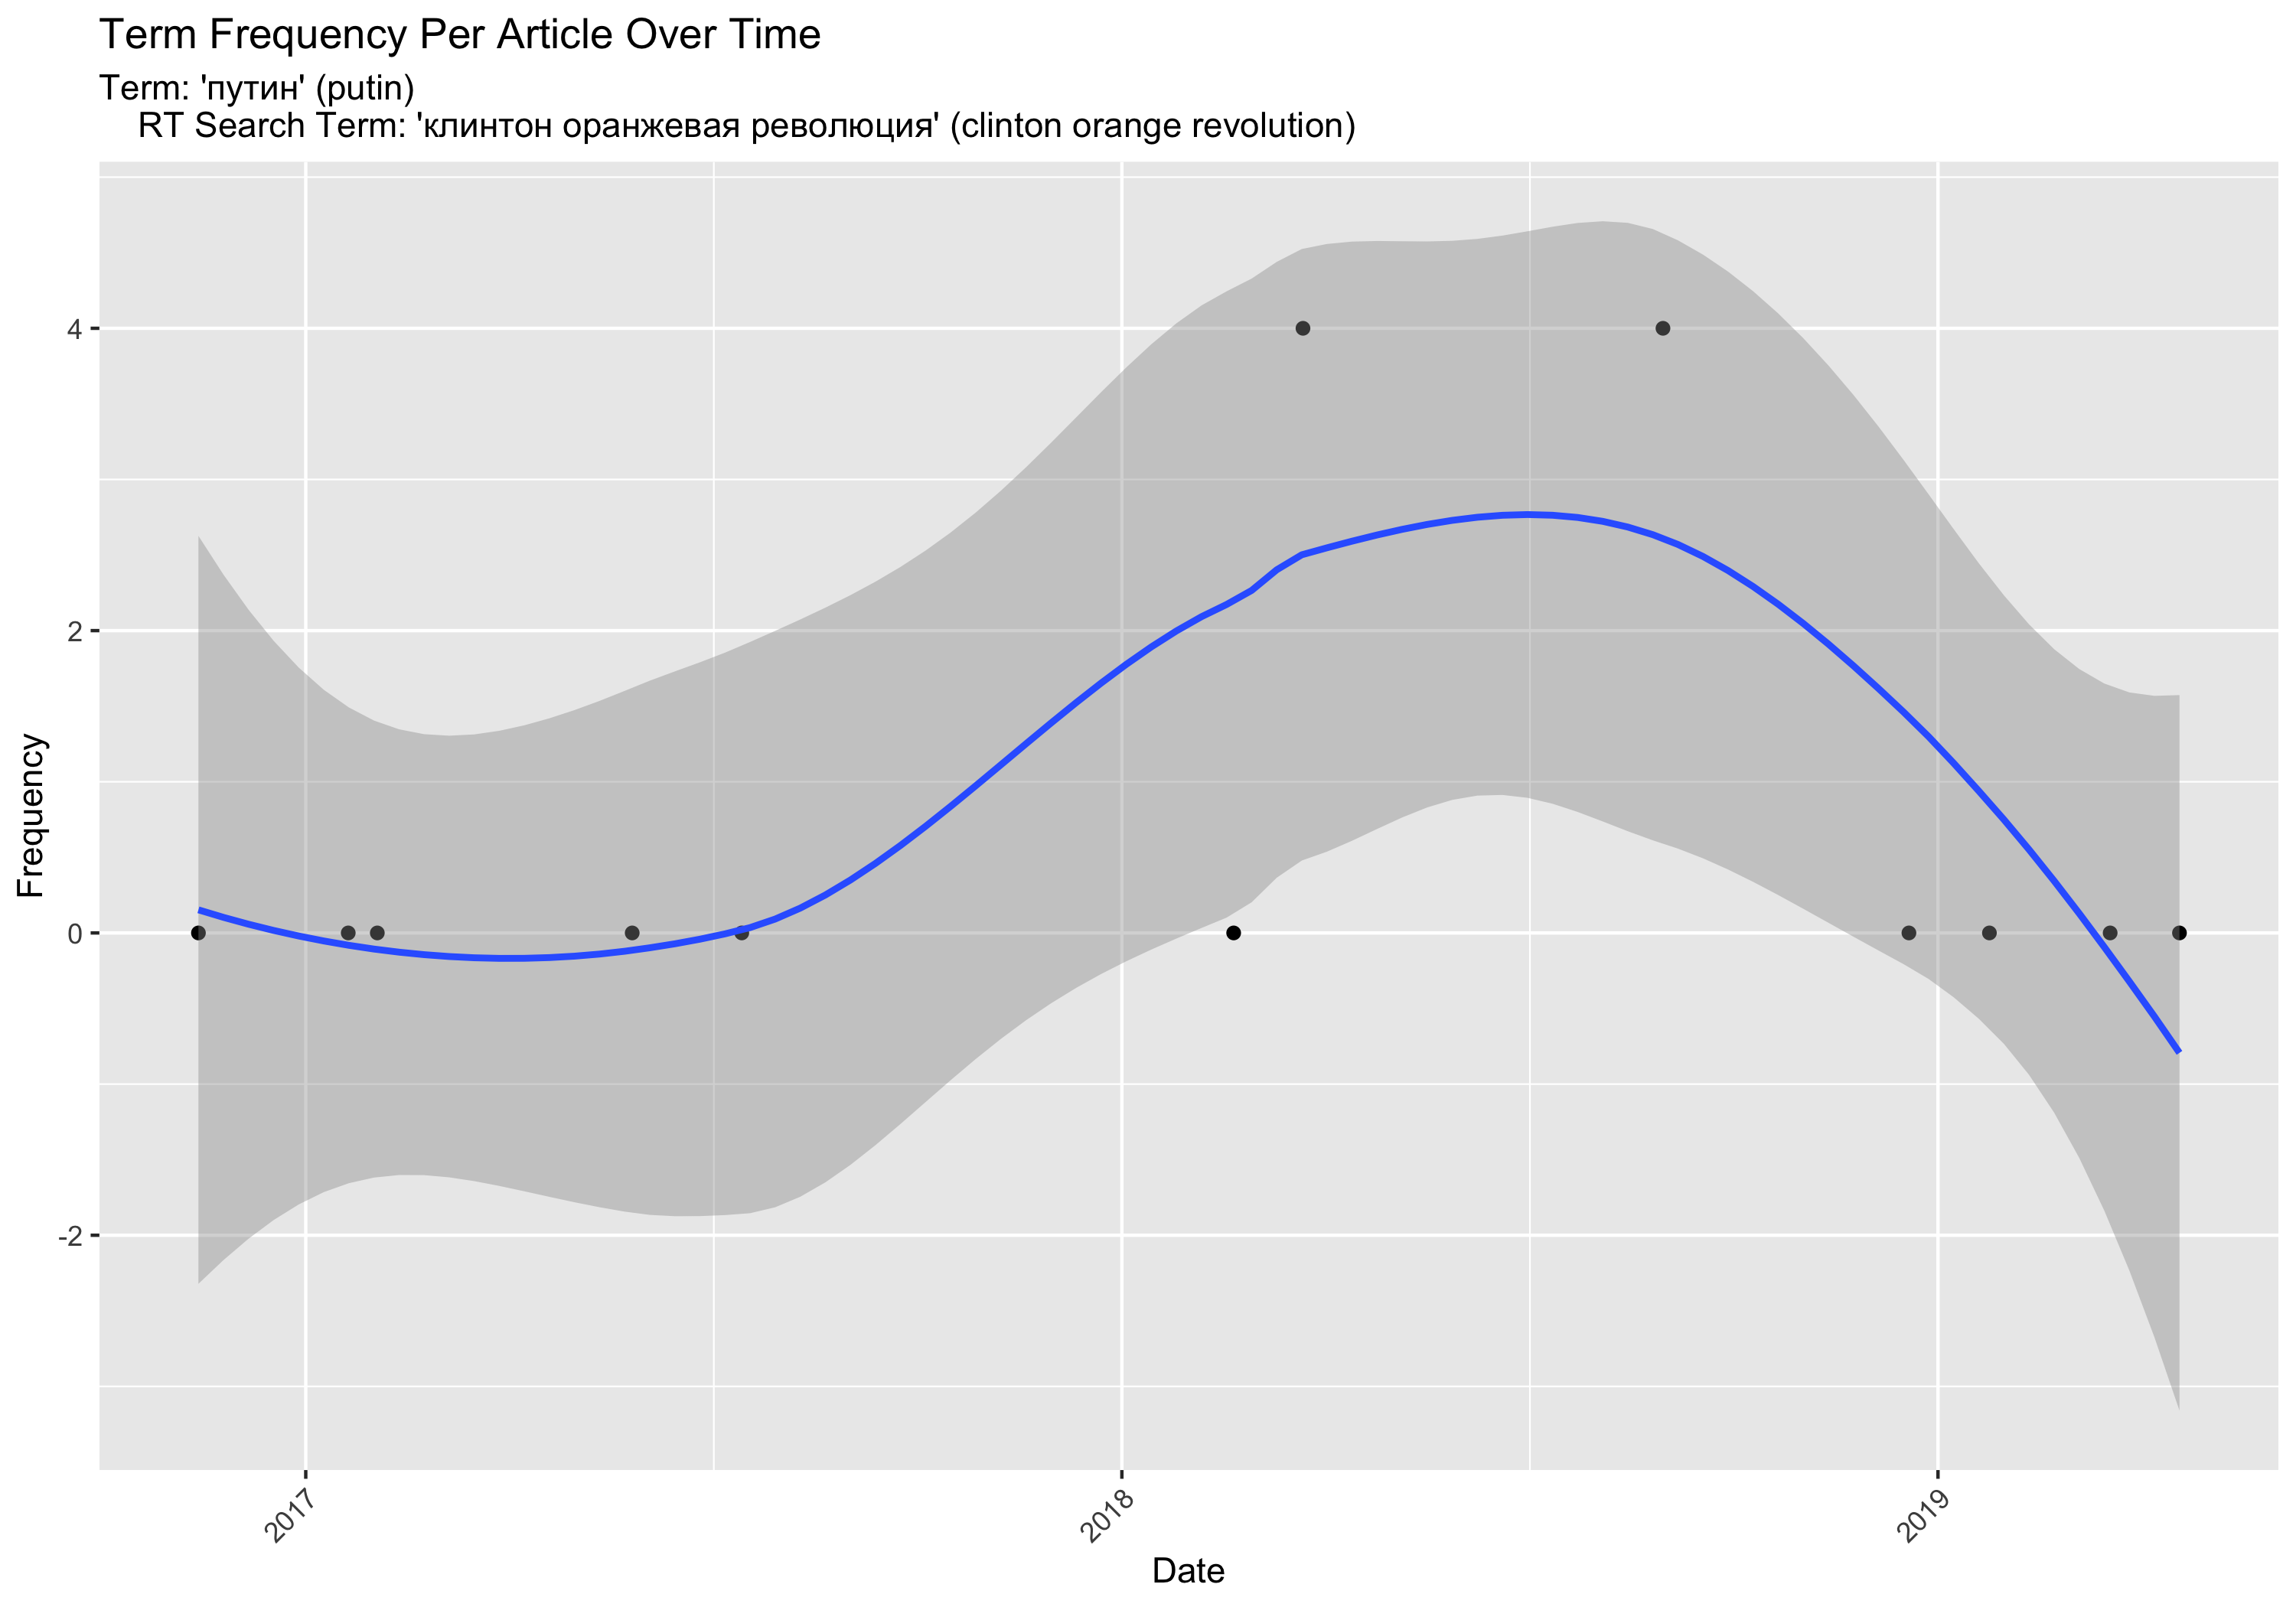 Term Frequency Per Article Over Time
Term: 'путин' (putin)
RT Search Term: 'клинтон оранжевая революция' (clinton orange revolution)
4
2
0
-2
Frequency
2017
2018
2019
Date